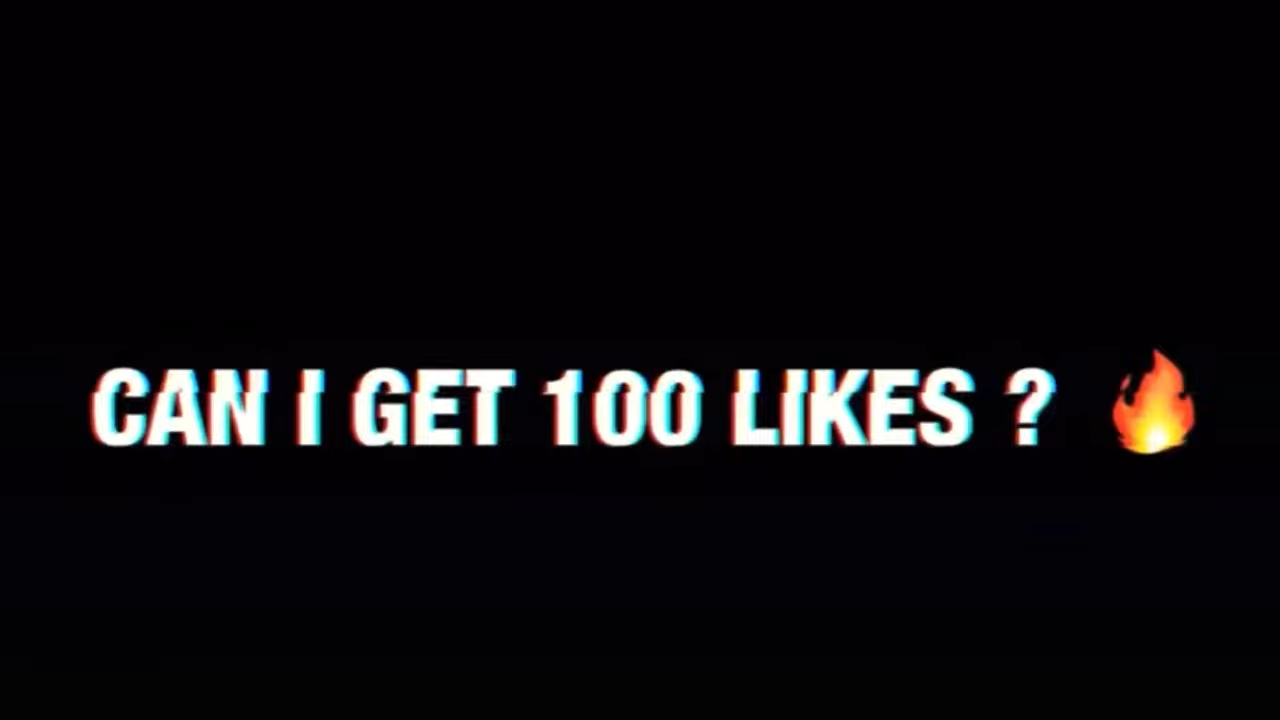 CAN I GET 100 LIKES ? 🔥